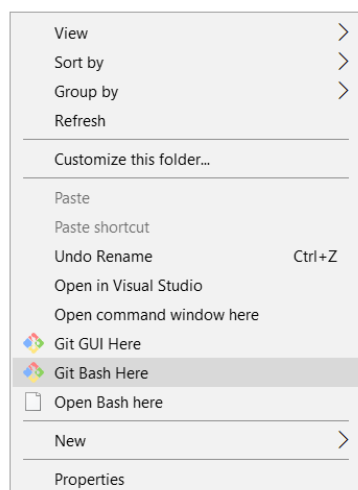 View
Sort by
Group by
Refresh
Customize this folder...
Paste
Paste shortcut
Undo Rename Ctrl+Z
Open in Visual Studio
Open command window here
Git GUI Here
Git Bash Here
Open Bash here
New
Properties